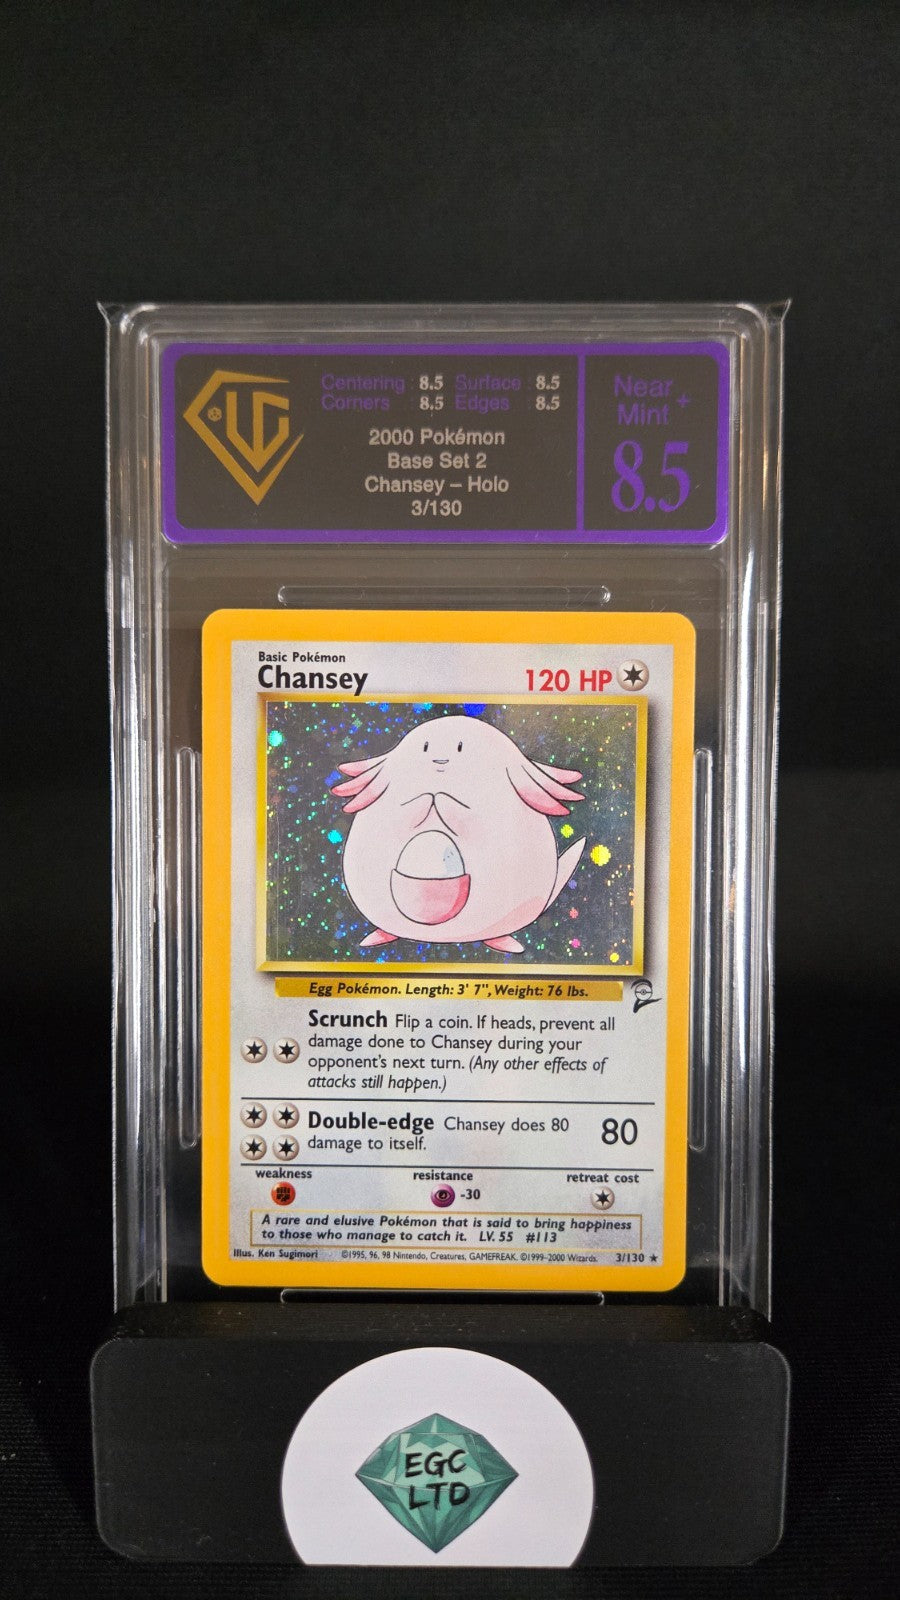 Centering : 8.5 Surface : 8.5
Corners : 8.5 Edges : 8.5
2000 Pokémon
Base Set 2
Chansey – Holo
3/130
Near
Mint +
8.5
Basic Pokémon
Chansey 120 HP
Egg Pokémon. Length: 3' 7", Weight: 76 lbs.
Scrunch Flip a coin. If heads, prevent all
damage done to Chansey during your
opponent's next turn. (Any other effects of
attacks still happen.)
Double-edge Chansey does 80
damage to itself.
80
weakness resistance retreat cost
-30
A rare and elusive Pokémon that is said to bring happiness
to those who manage to catch it. LV. 55 #113
Illus. Ken Sugimori ©1995, 96, 98 Nintendo, Creatures, GAMEFREAK. ©1999-2000 Wizards. 3/130 ★
EGC
LTD